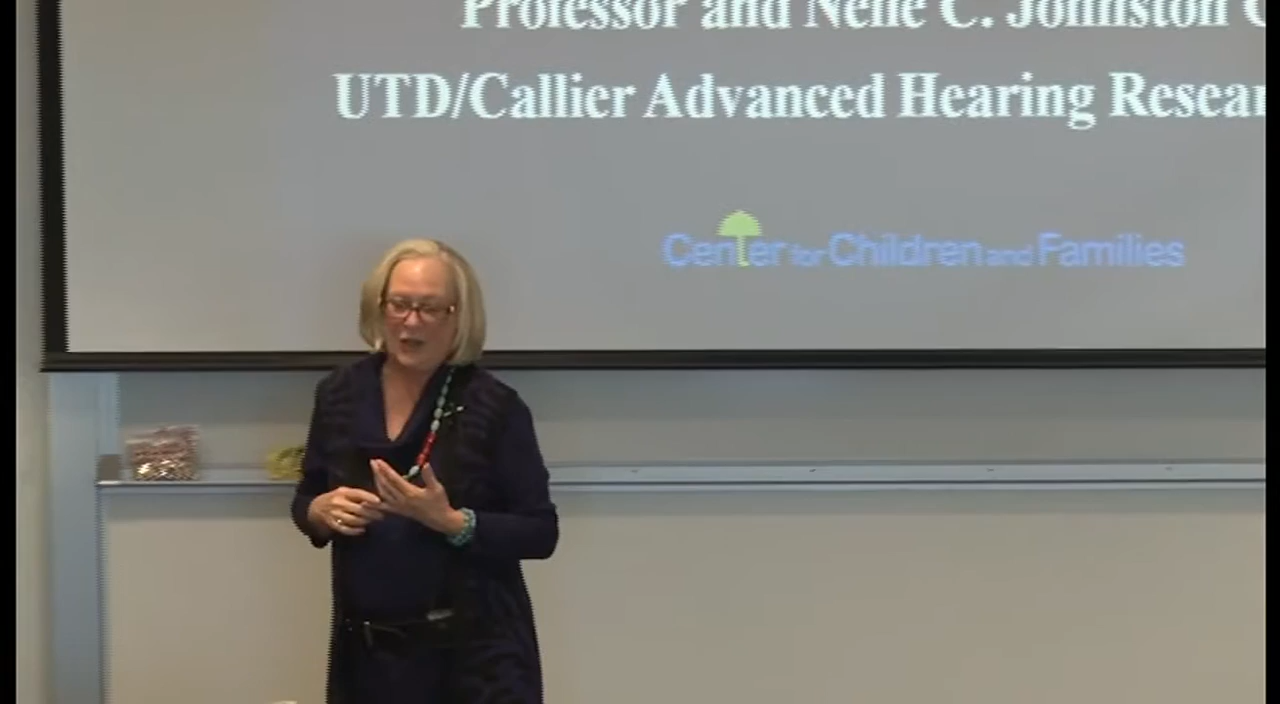 Professor and Nelle C. Johnston
UTD/Callier Advanced Hearing
Center for Children and Families